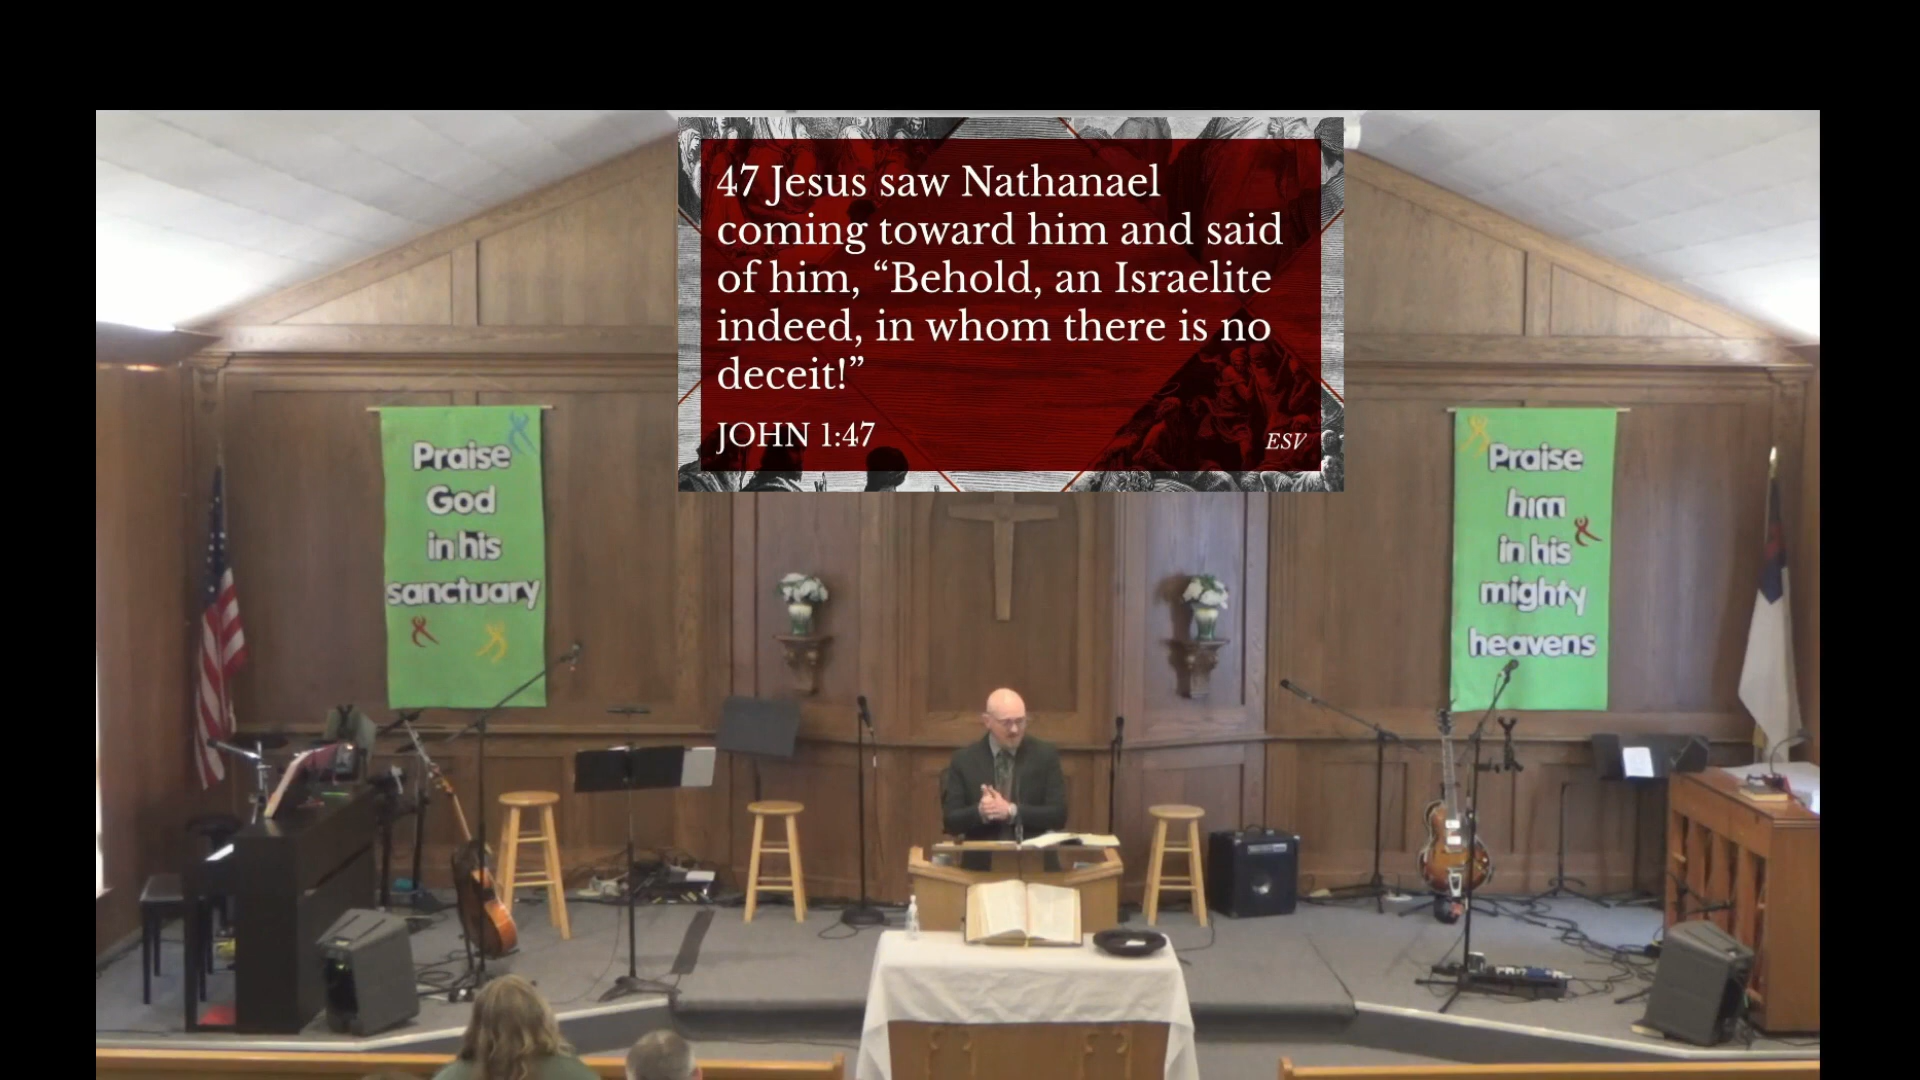 47 Jesus saw Nathanael
coming toward him and said
of him, “Behold, an Israelite
indeed, in whom there is no
deceit!”
JOHN 1:47
ESV
Praise
God
in his
sanctuary
Praise
him
in his
mighty
heavens